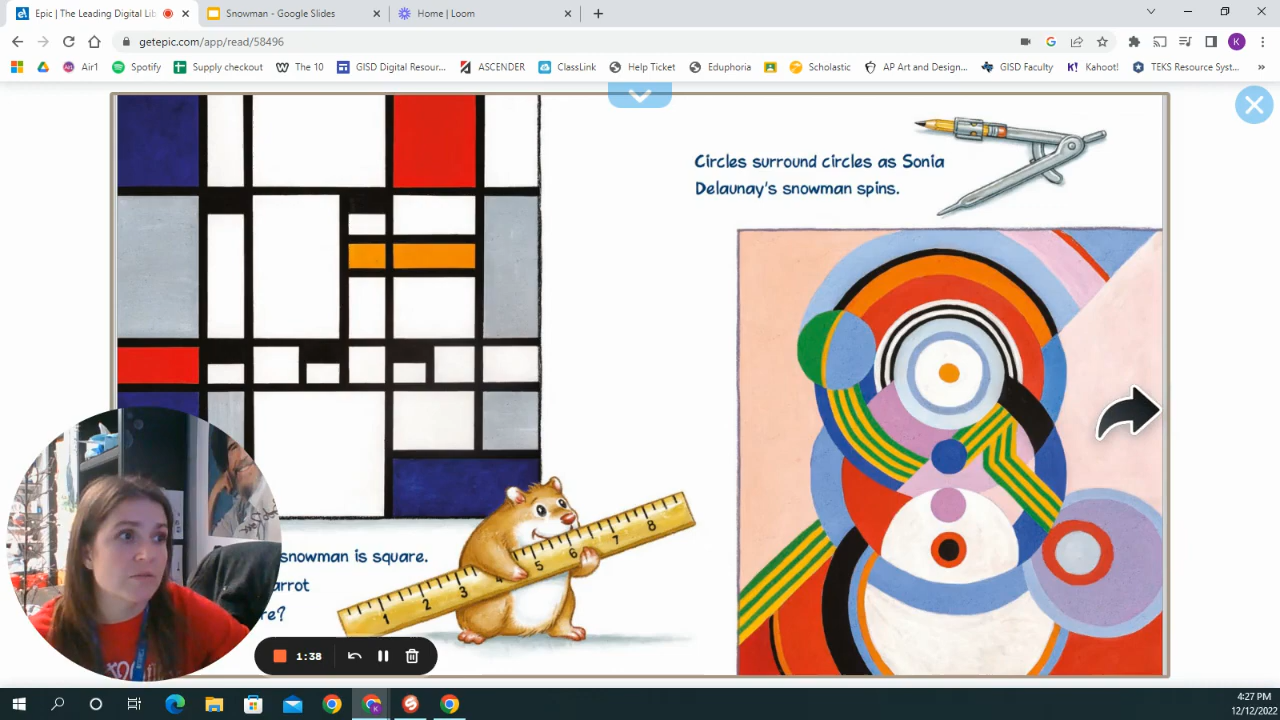 Epic | The Leading Digital Lib
Snowman - Google Slides
Home | Loom
getepic.com/app/read/58496
K
Air1
Spotify
Supply checkout
The 10
GISD Digital Resour...
ASCENDER
ClassLink
Help Ticket
Eduphoria
Scholastic
AP Art and Design...
GISD Faculty
Kahoot!
TEKS Resource Syst...
»
Circles surround circles as Sonia
Delaunay's snowman spins.
snowman is square.
arrot
re?
1 2 3 4 5 6 7 8
1:38
4:27 PM
12/12/2022